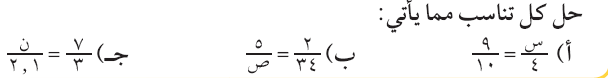 حل كل تناسب مما يأتي:
أ) س/٤ = ٩/١٠ ب) ٢/٣٤ = ٥/ص جـ) ٧/٣ = ن/٢,١